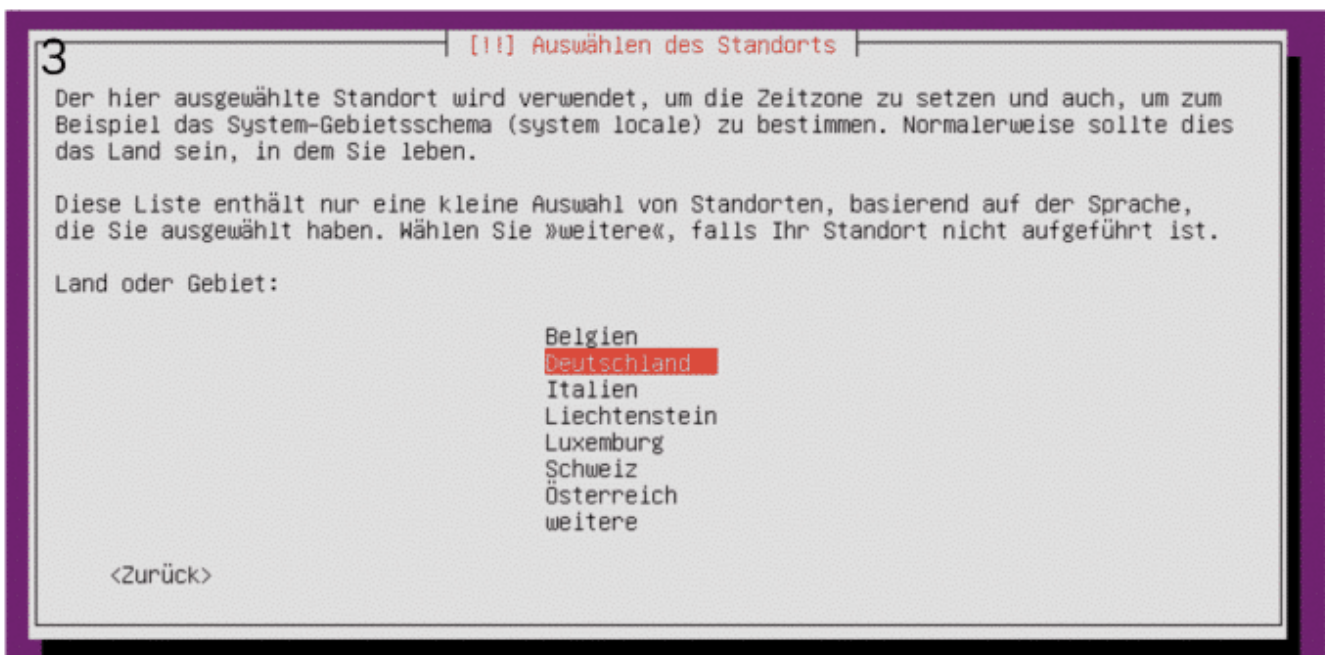 3
[!!] Auswählen des Standorts
Der hier ausgewählte Standort wird verwendet, um die Zeitzone zu setzen und auch, um zum
Beispiel das System-Gebietsschema (system locale) zu bestimmen. Normalerweise sollte dies
das Land sein, in dem Sie leben.
Diese Liste enthält nur eine kleine Auswahl von Standorten, basierend auf der Sprache,
die Sie ausgewählt haben. Wählen Sie »weitere«, falls Ihr Standort nicht aufgeführt ist.
Land oder Gebiet:
Belgien
Deutschland
Italien
Liechtenstein
Luxemburg
Schweiz
Österreich
weitere
<Zurück>